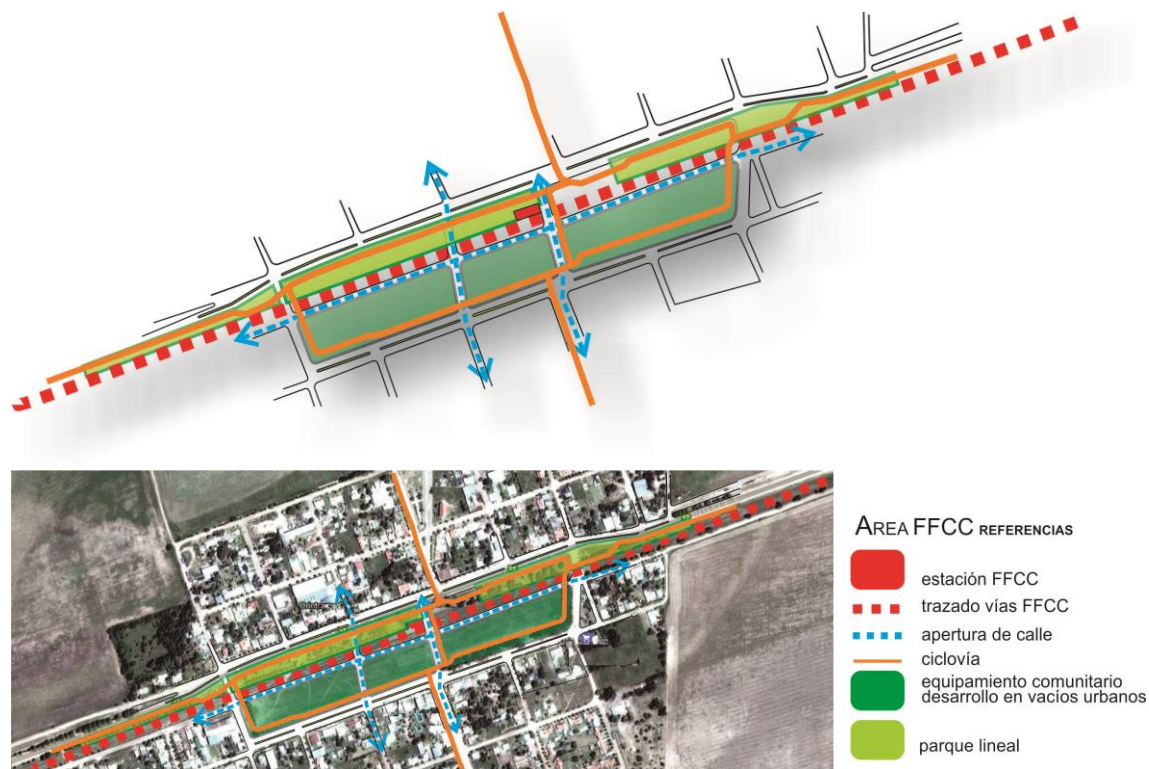 AREA FFCC REFERENCIAS
estación FFCC
trazado vías FFCC
apertura de calle
ciclovía
equipamiento comunitario
desarrollo en vacíos urbanos
parque lineal